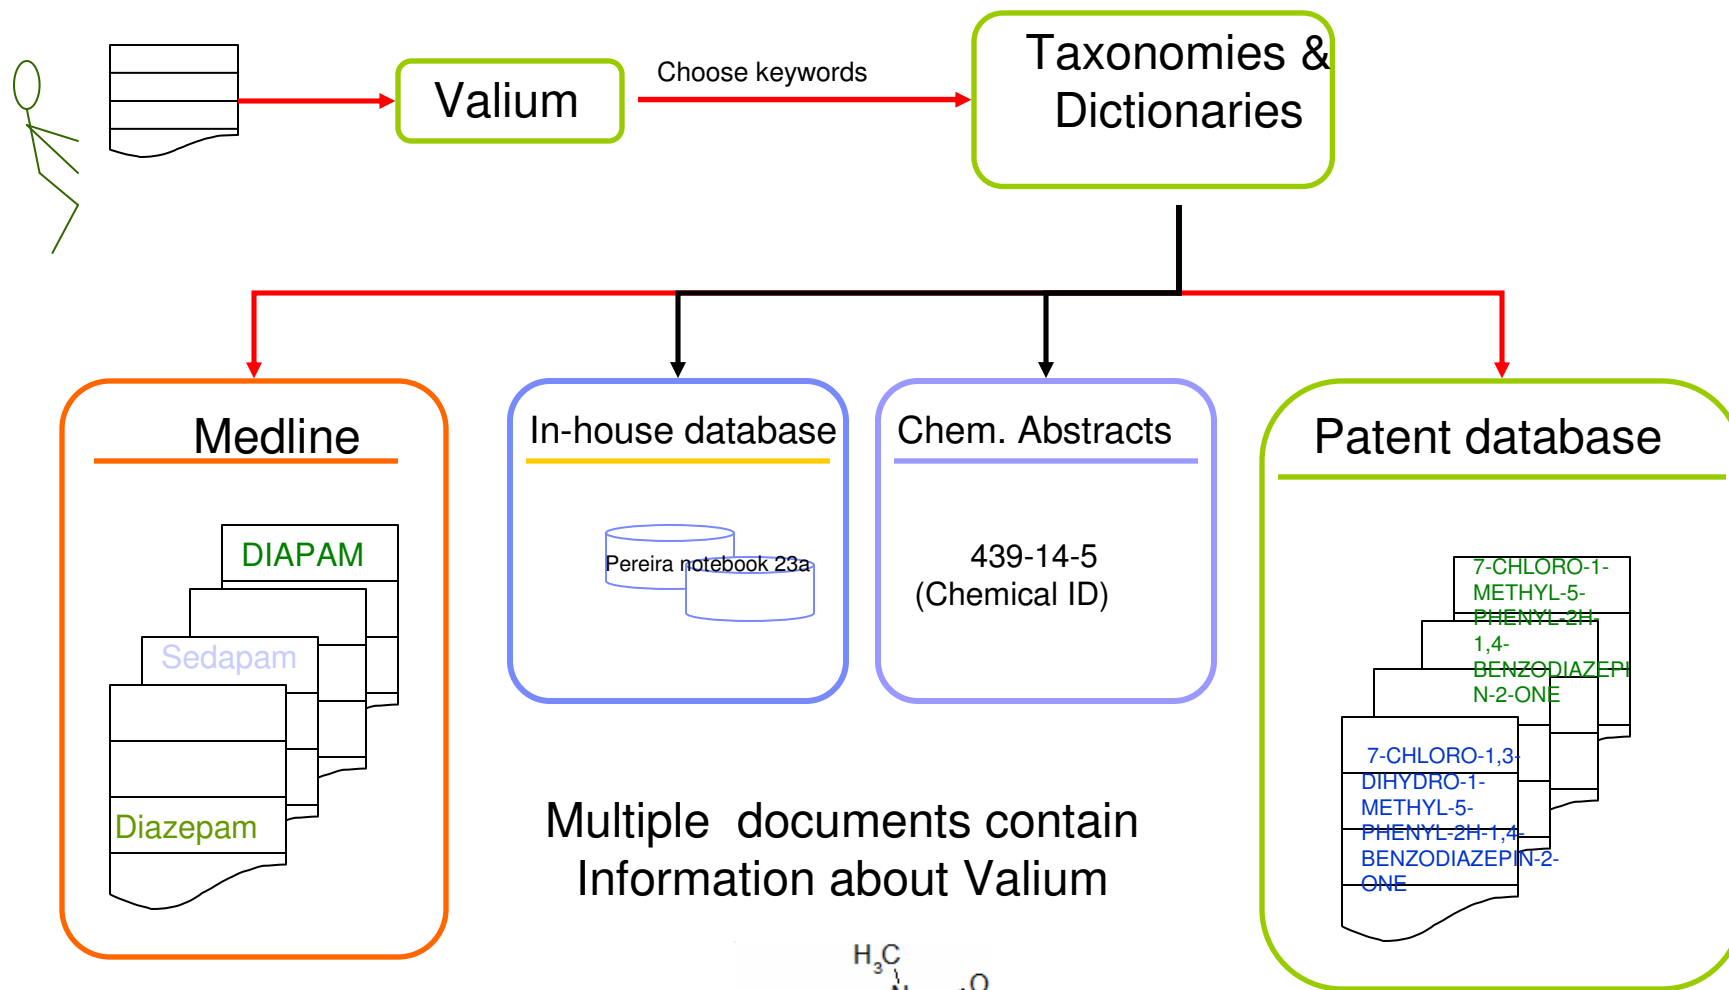 Valium
Choose keywords
Taxonomies &
Dictionaries
Medline
DIAPAM
Sedapam
Diazepam
In-house database
Pereira notebook 23a
Chem. Abstracts
439-14-5
(Chemical ID)
Patent database
7-CHLORO-1-
METHYL-5-
PHENYL-2H-
1,4-
BENZODIAZEPI
N-2-ONE
7-CHLORO-1,3-
DIHYDRO-1-
METHYL-5-
PHENYL-2H-1,4-
BENZODIAZEPIN-2-
ONE
Multiple documents contain
Information about Valium
H3C
N O